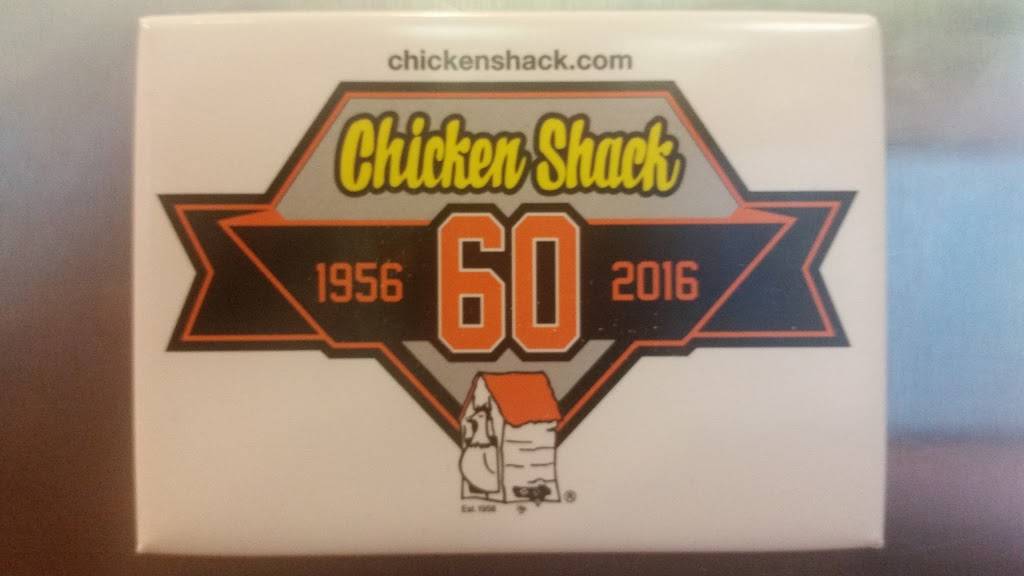 chickenshack.com
Chicken Shack
1956 60 2016
®
Est. 1956